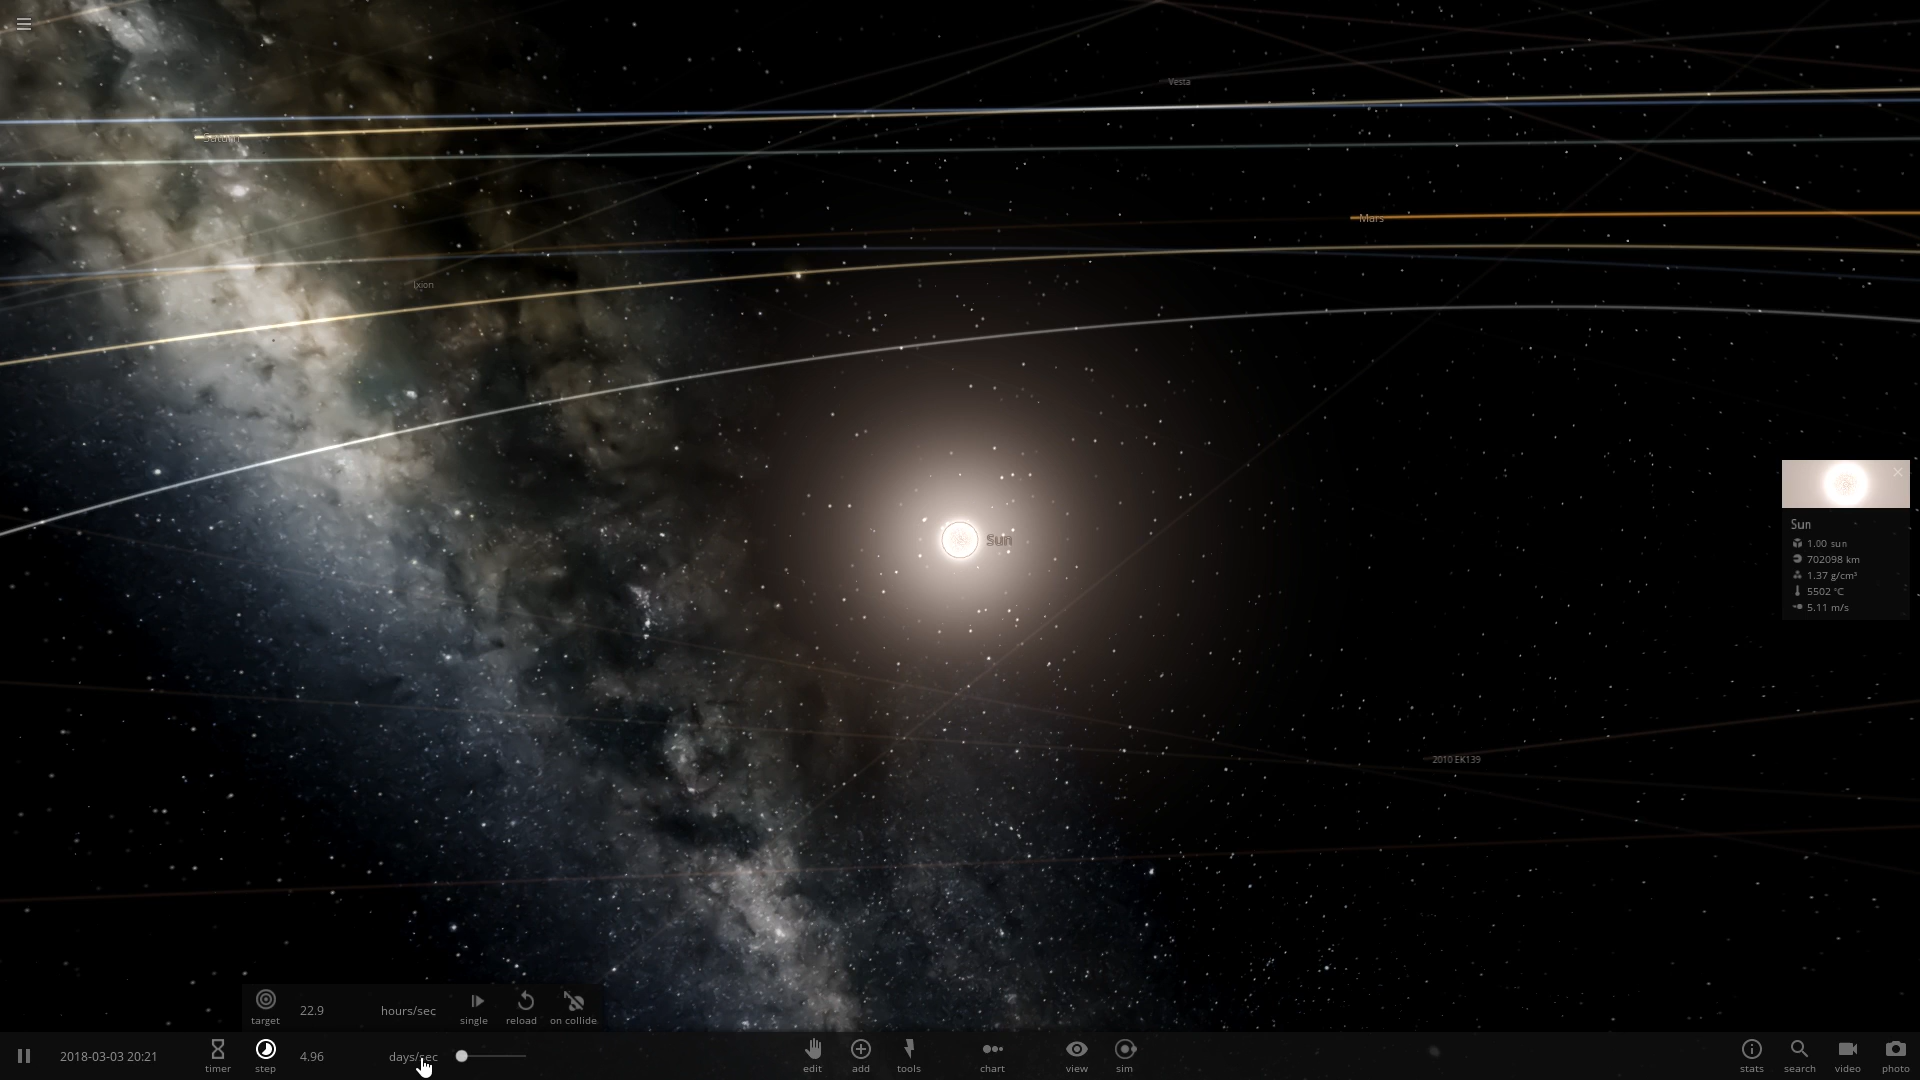 Vesta
Saturn
Mars
Ixion
Sun
Sun
1.00 sun
702098 km
1.37 g/cm³
5502 °C
5.11 m/s
2010 EK139
target
22.9
hours/sec
single
reload
on collide
2018-03-03 20:21
timer
step
4.96
days/sec
edit
add
tools
chart
view
sim
stats
search
video
photo